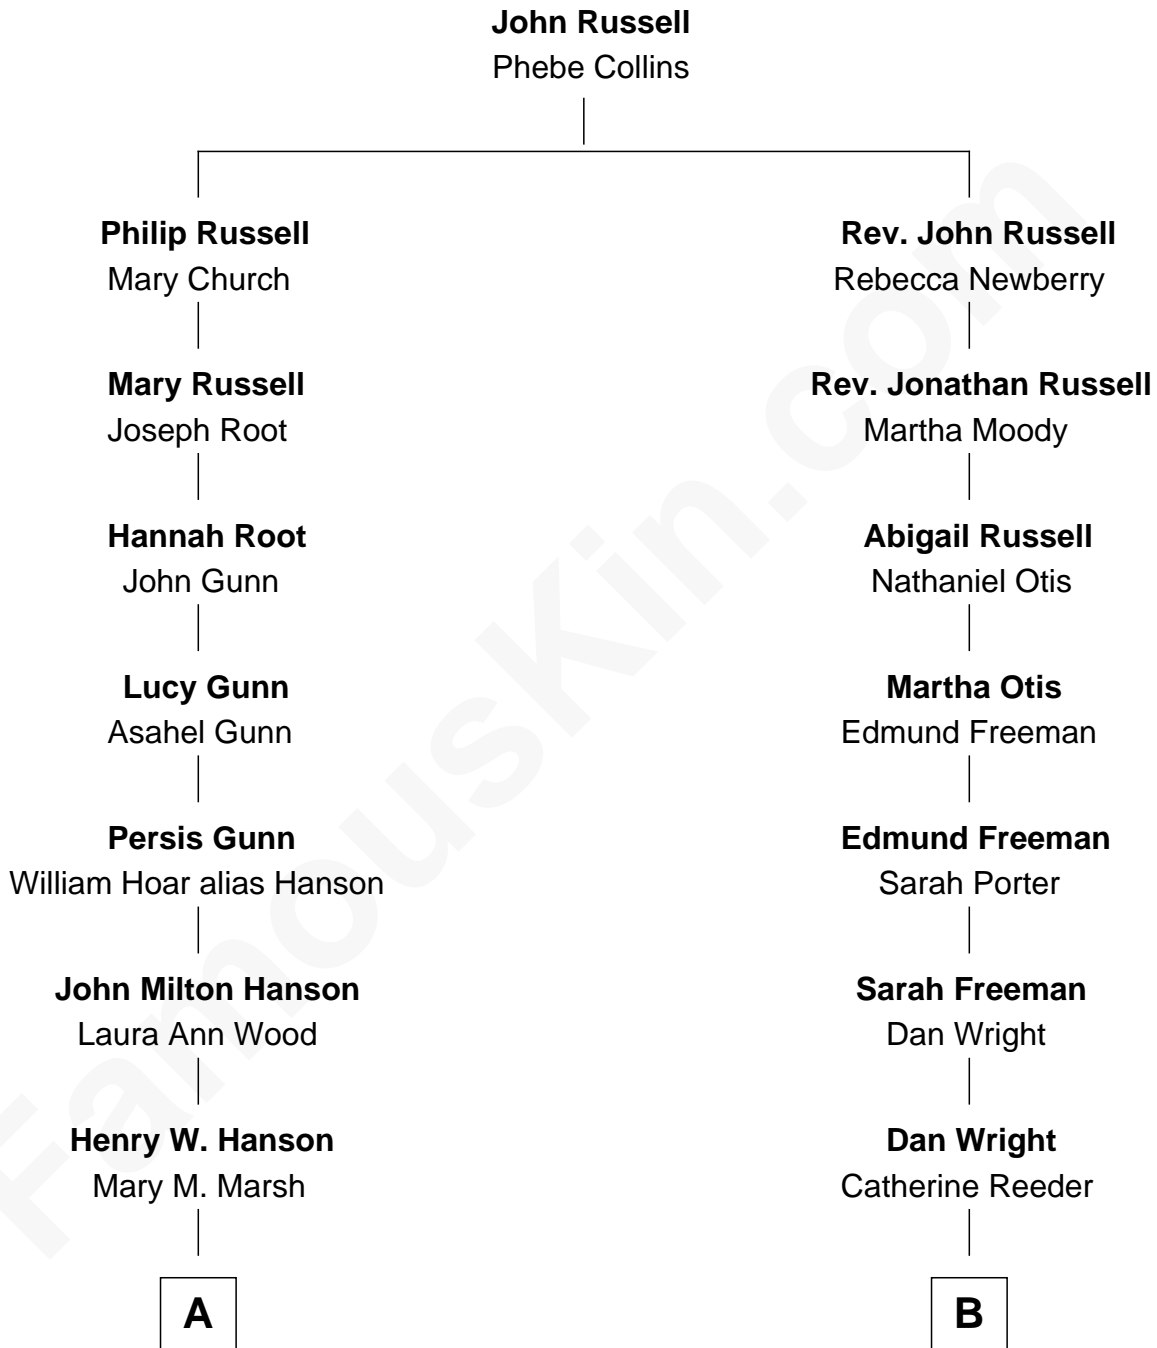 John Russell
Phebe Collins
Philip Russell
Mary Church
Mary Russell
Joseph Root
Hannah Root
John Gunn
Lucy Gunn
Asahel Gunn
Persis Gunn
William Hoar alias Hanson
John Milton Hanson
Laura Ann Wood
Henry W. Hanson
Mary M. Marsh
A
Rev. John Russell
Rebecca Newberry
Rev. Jonathan Russell
Martha Moody
Abigail Russell
Nathaniel Otis
Martha Otis
Edmund Freeman
Edmund Freeman
Sarah Porter
Sarah Freeman
Dan Wright
Dan Wright
Catherine Reeder
B
FamousKin.com